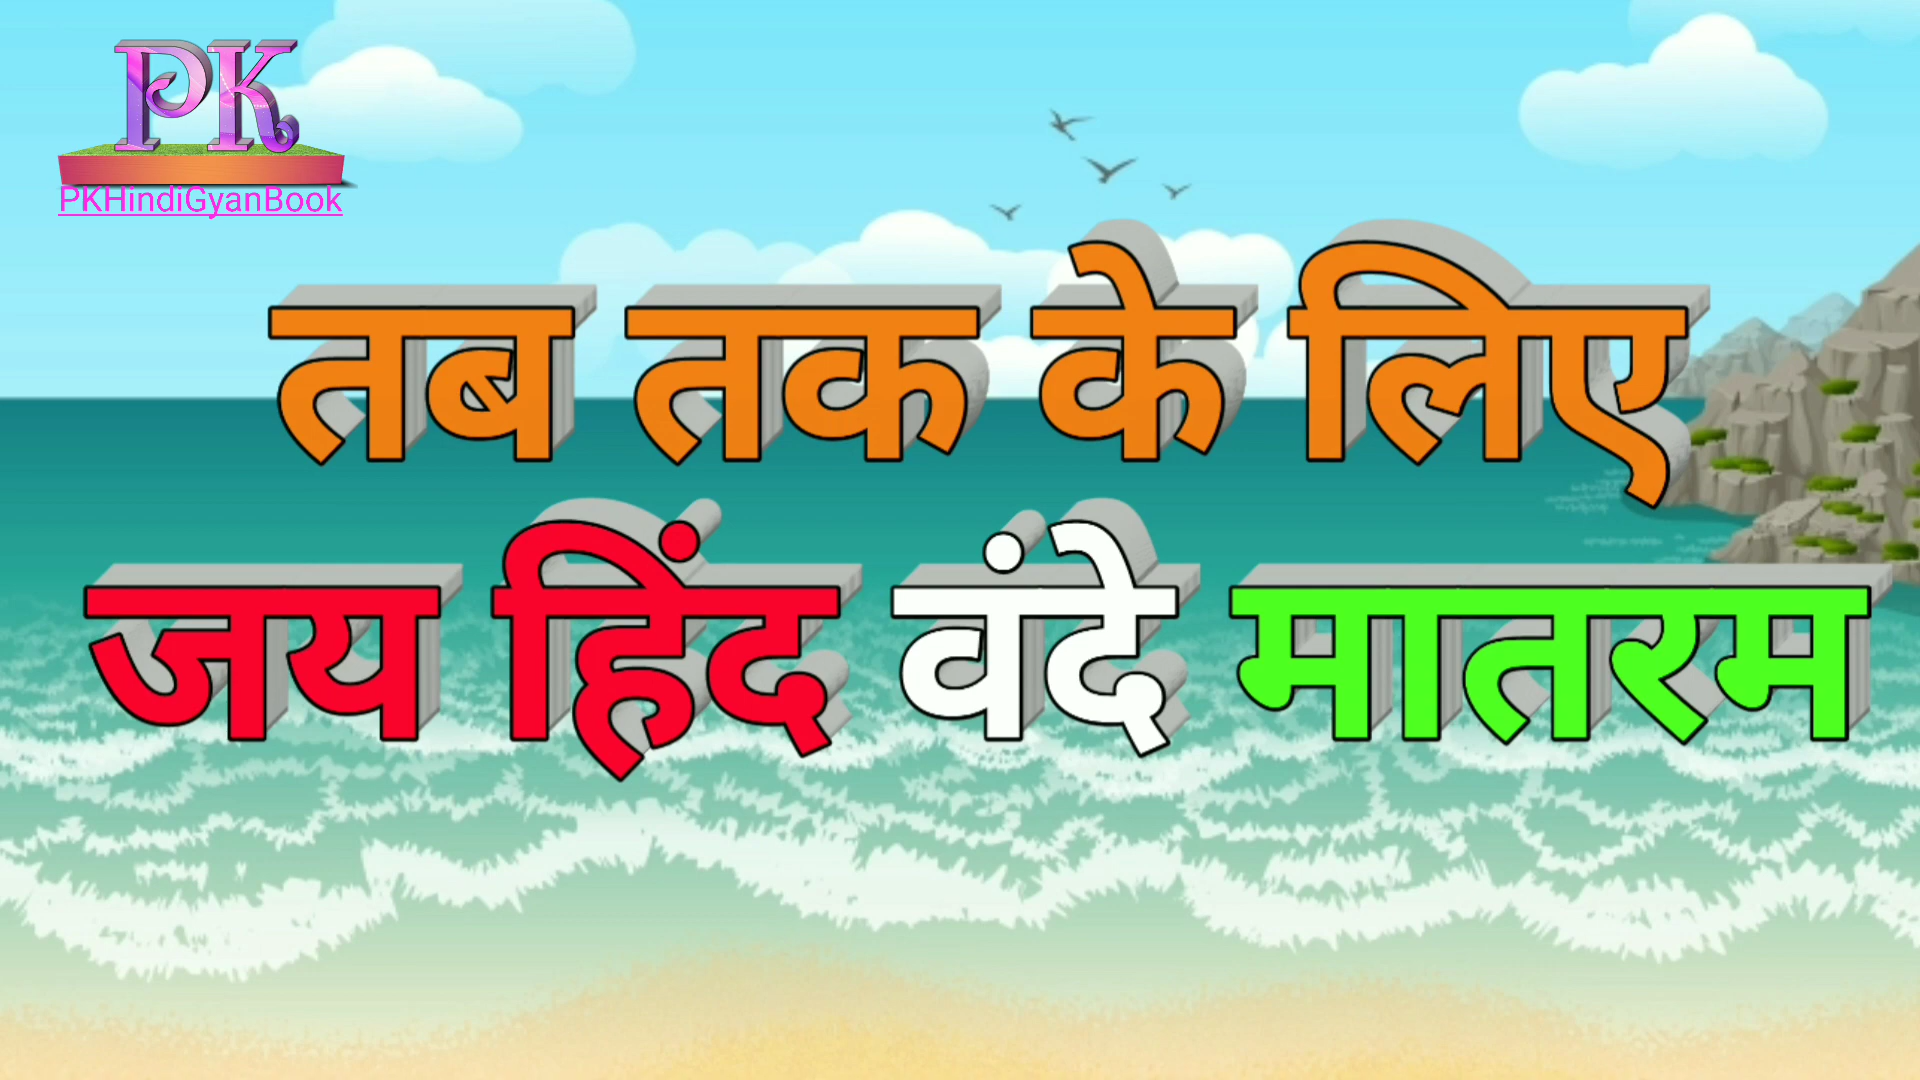 PK
PKHindiGyanBook
तब तक के लिए
जय हिंद वंदे मातरम